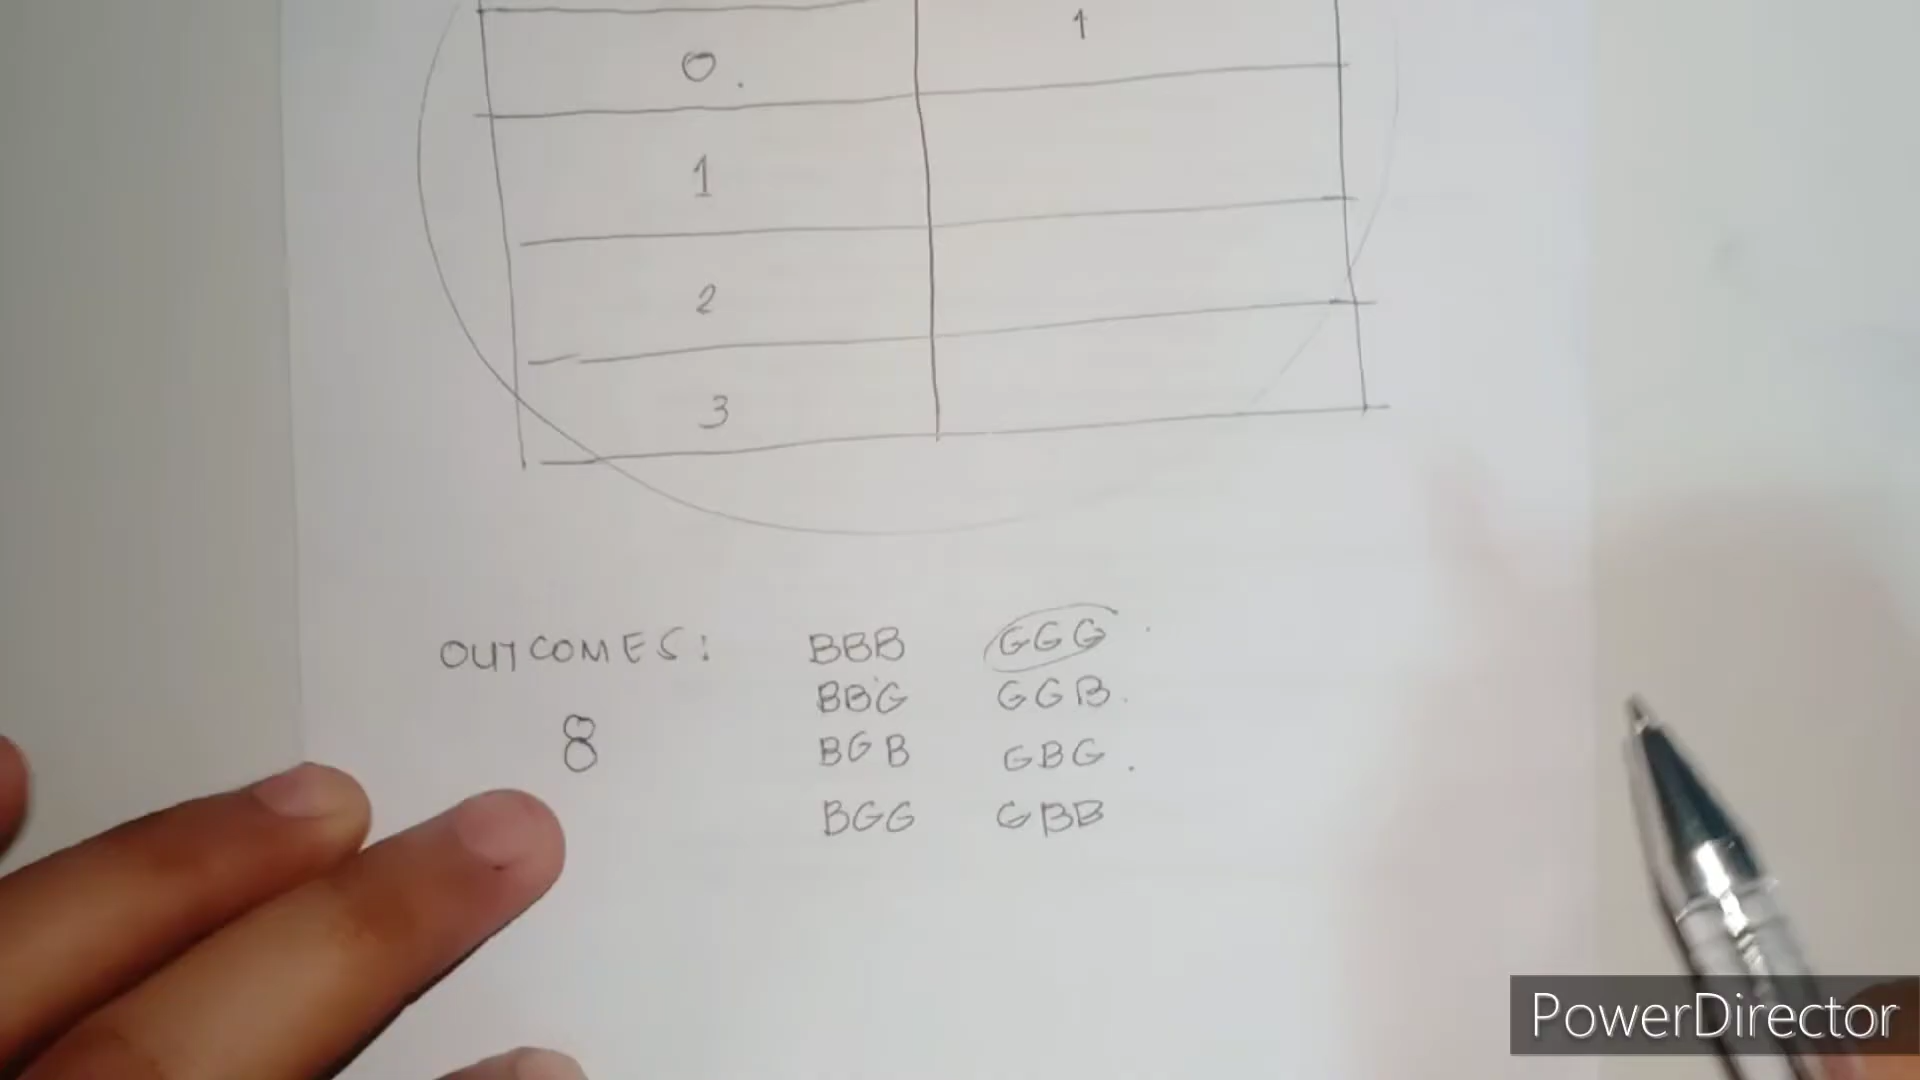 0. 1
1
2
3
OUTCOMES: BBB GGG
BBG GGB
8
BGB GBG
BGG GBB
PowerDirector